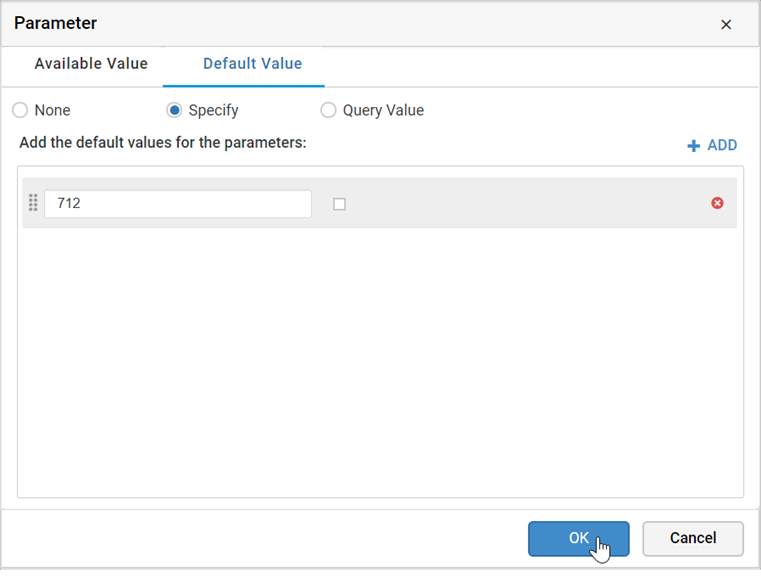 Parameter
Available Value Default Value
None Specify Query Value
Add the default values for the parameters: ADD
712
OK Cancel